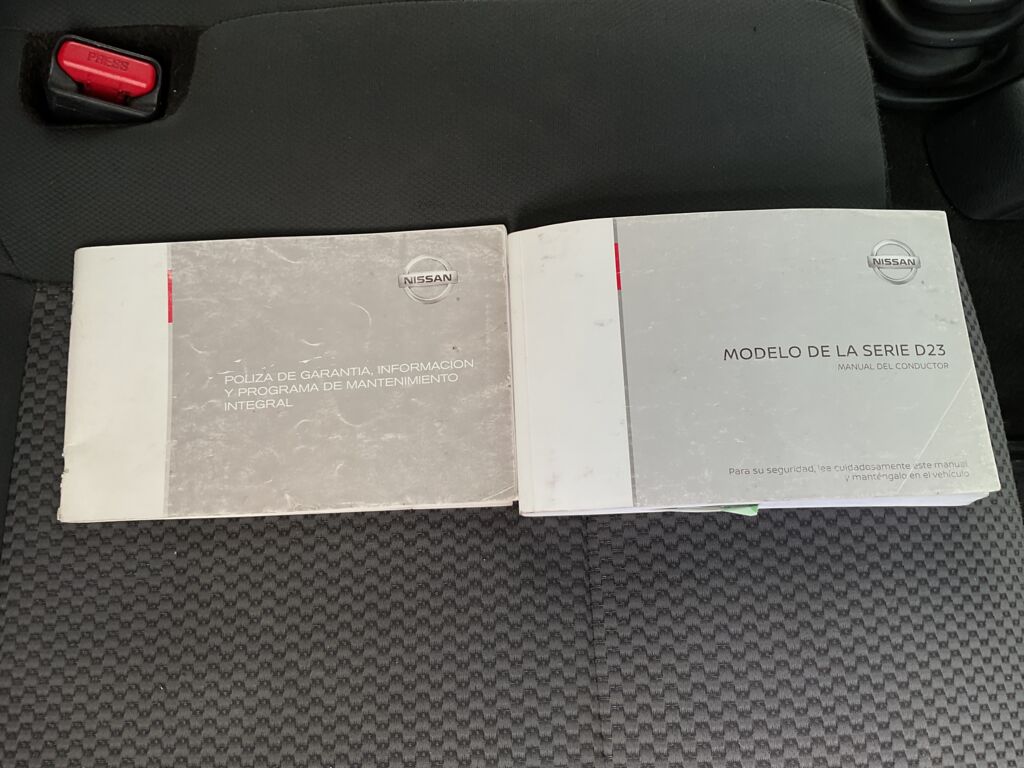 PRESS
NISSAN
POLIZA DE GARANTIA, INFORMACION
Y PROGRAMA DE MANTENIMIENTO
INTEGRAL
NISSAN
MODELO DE LA SERIE D23
MANUAL DEL CONDUCTOR
Para su seguridad, lea cuidadosamente este manual
y manténgalo en el vehículo